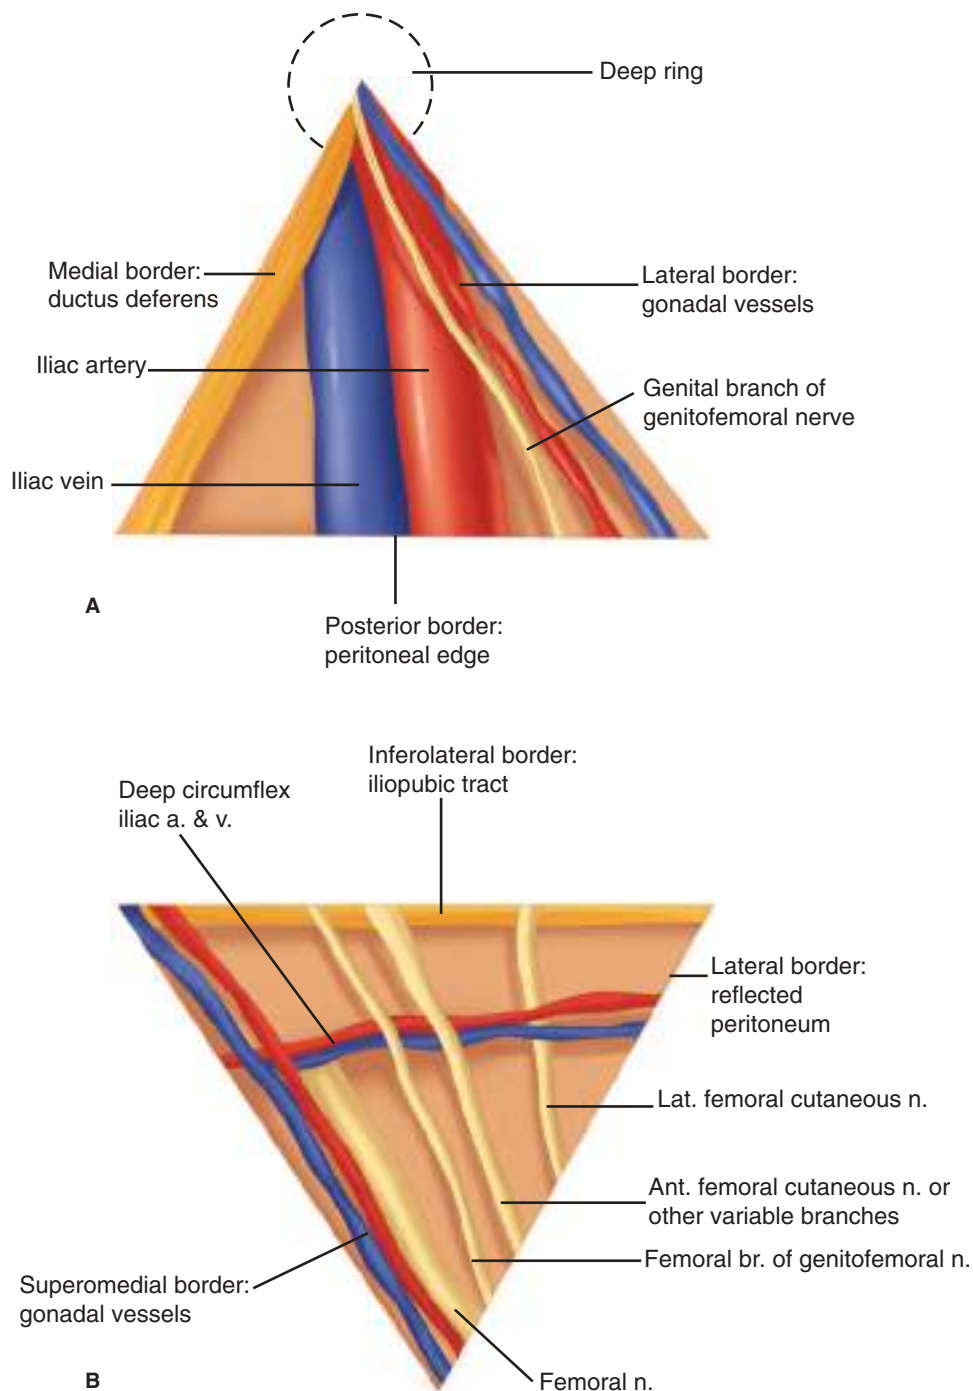 Deep ring
Medial border:
ductus deferens
Lateral border:
gonadal vessels
Iliac artery
Genital branch of
genitofemoral nerve
Iliac vein
A
Posterior border:
peritoneal edge
Inferolateral border:
iliopubic tract
Deep circumflex
iliac a. & v.
Lateral border:
reflected
peritoneum
Lat. femoral cutaneous n.
Ant. femoral cutaneous n. or
other variable branches
Femoral br. of genitofemoral n.
Superomedial border:
gonadal vessels
Femoral n.
B